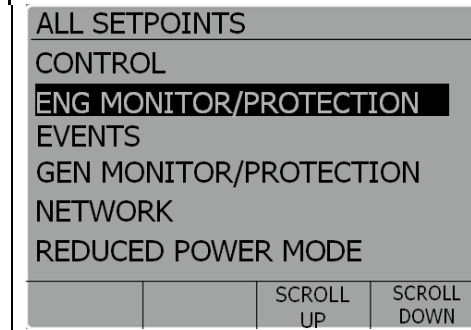 ALL SETPOINTS
CONTROL
ENG MONITOR/PROTECTION
EVENTS
GEN MONITOR/PROTECTION
NETWORK
REDUCED POWER MODE
SCROLL UP
SCROLL DOWN